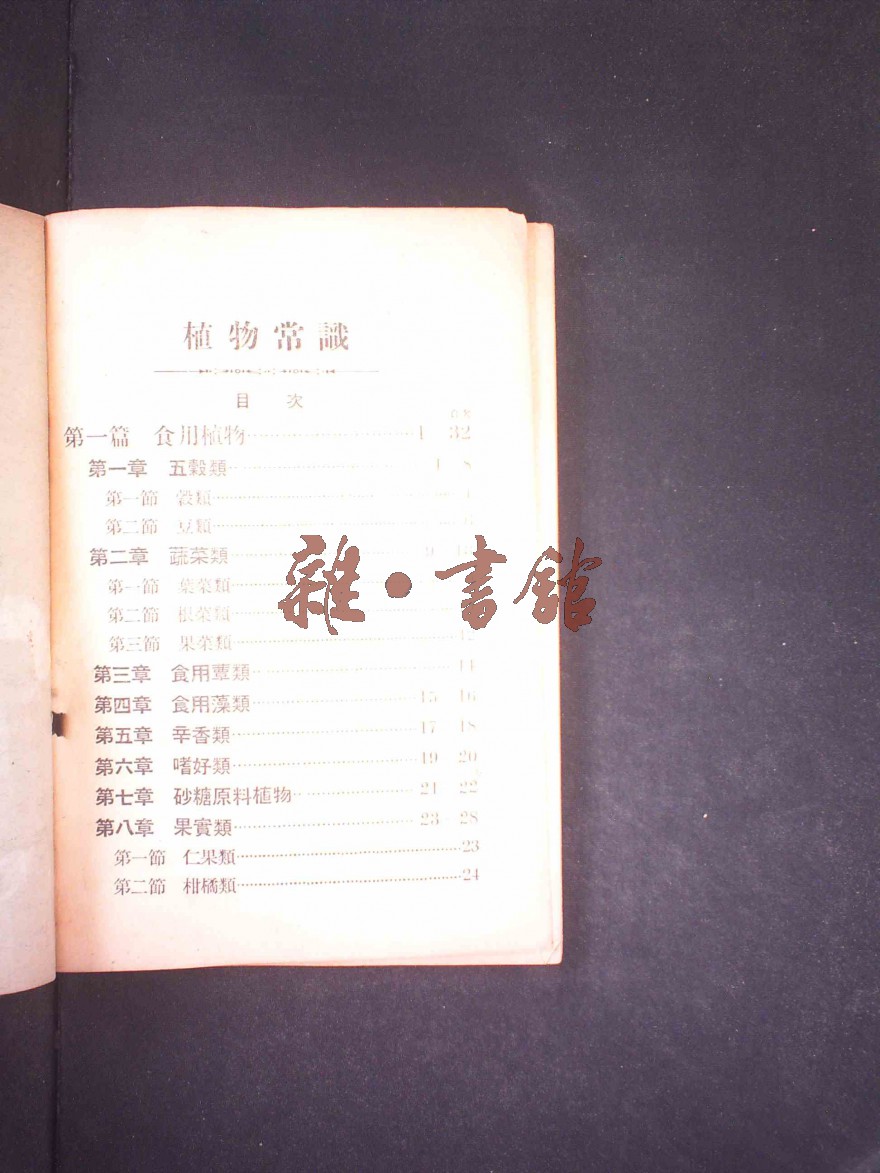 植物常識
目次
頁數
第一篇 食用植物……1—32
第一章 五穀類……1—8
第一節 穀類……
第二節 豆類……
第二章 蔬菜類……9
第一節 葉菜類……
第二節 根菜類……
第三節 果菜類……12
第三章 食用蕈類……14
第四章 食用藻類……15—16
第五章 辛香類……17—18
第六章 嗜好類……19—20
第七章 砂糖原料植物……21—22
第八章 果實類……23—28
第一節 仁果類……23
第二節 柑橘類……24
雜·書館